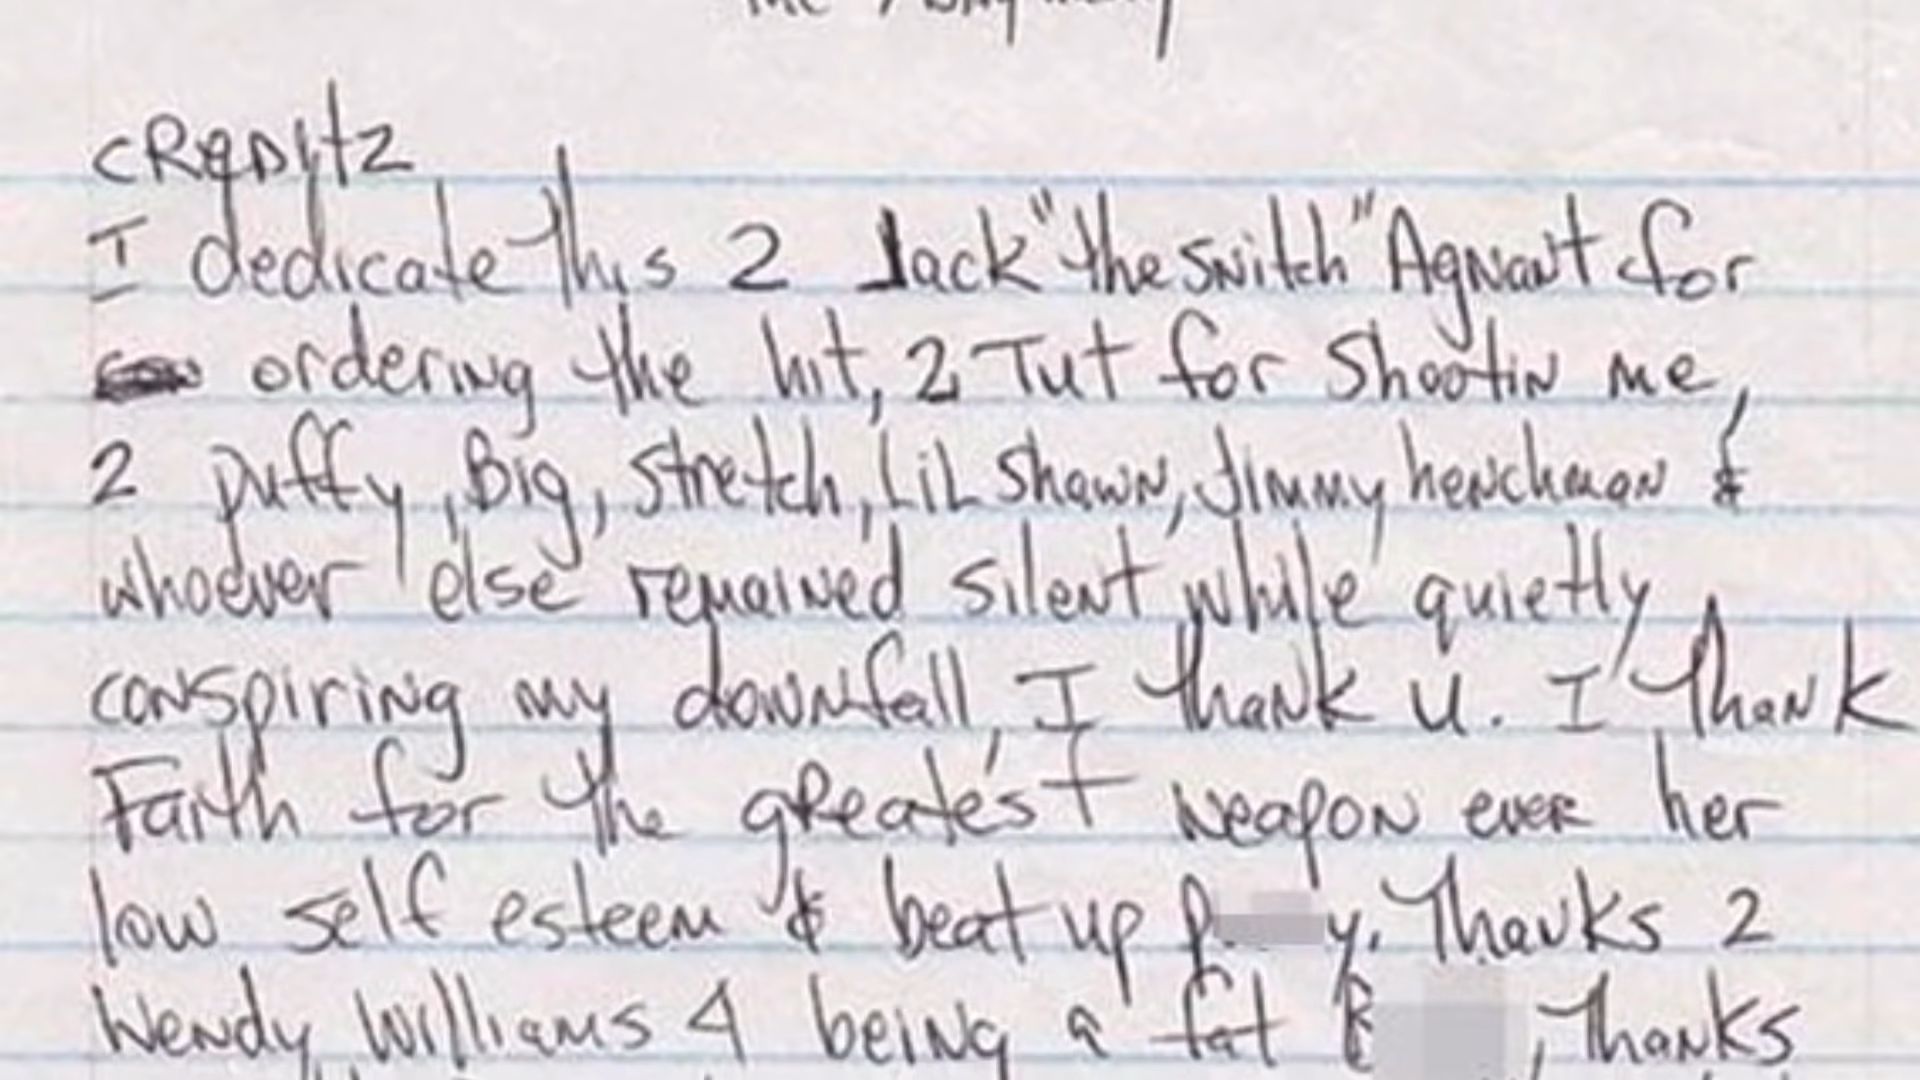 CREDITZ
I dedicate This 2 Jack "the snitch" Agnant for
ordering the hit, 2 Tut for Shootin me,
2 puffy, Big, Stretch, LiL Shawn, Jimmy henchman &
whoever else remained silent while quietly
conspiring my downfall, I thank U. I Thank
Faith for the greatest weapon ever her
low self esteem & beat up p y. Thanks 2
Wendy Williams 4 being a fat B , Thanks